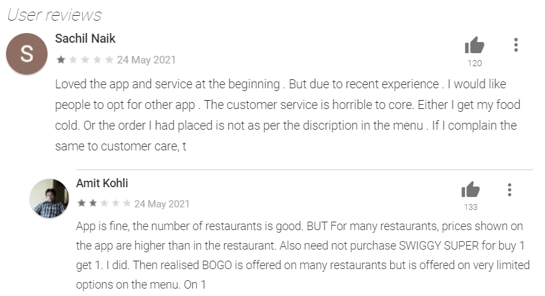 User reviews
S
Sachil Naik
24 May 2021
120
Loved the app and service at the beginning . But due to recent experience . I would like
people to opt for other app . The customer service is horrible to core. Either I get my food
cold. Or the order I had placed is not as per the discription in the menu . If I complain the
same to customer care, t
Amit Kohli
24 May 2021
133
App is fine, the number of restaurants is good. BUT For many restaurants, prices shown on
the app are higher than in the restaurant. Also need not purchase SWIGGY SUPER for buy 1
get 1. I did. Then realised BOGO is offered on many restaurants but is offered on very limited
options on the menu. On 1